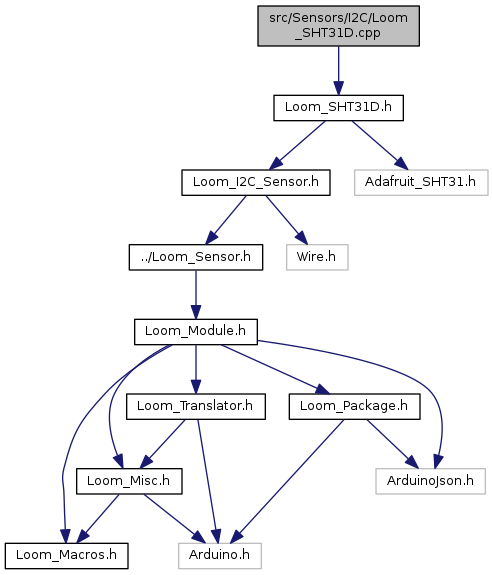 src/Sensors/I2C/Loom
_SHT31D.cpp
Loom_SHT31D.h
Loom_I2C_Sensor.h
Adafruit_SHT31.h
../Loom_Sensor.h
Wire.h
Loom_Module.h
Loom_Translator.h
Loom_Package.h
Loom_Misc.h
ArduinoJson.h
Loom_Macros.h
Arduino.h